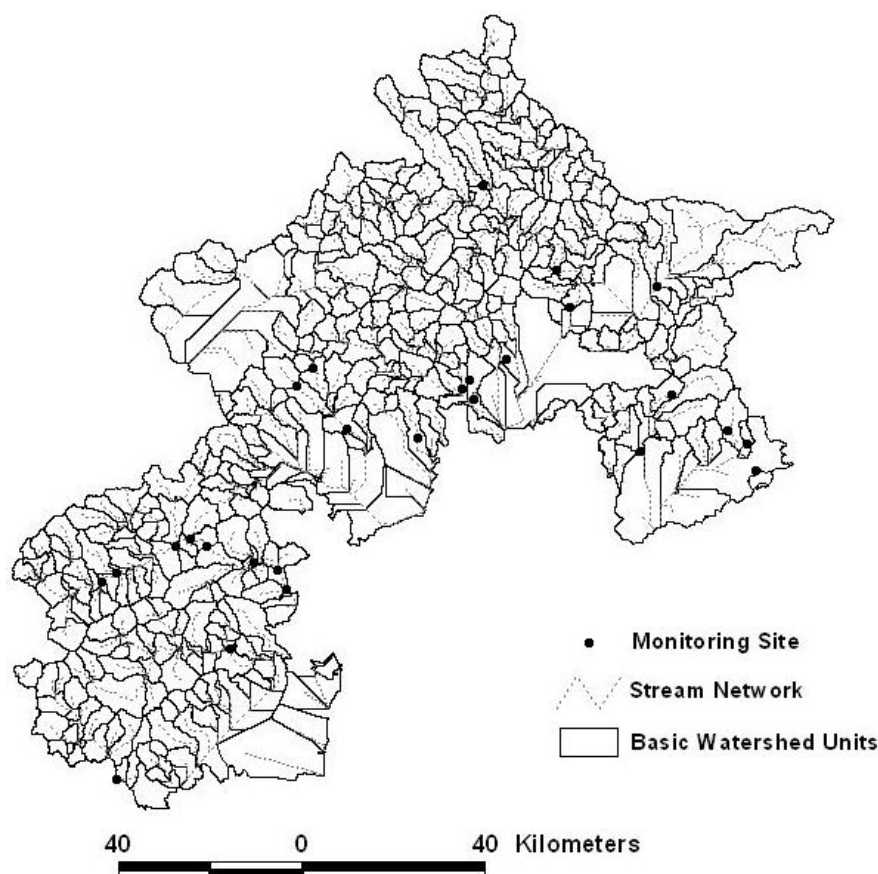 Monitoring Site
Stream Network
Basic Watershed Units
40 0 40 Kilometers